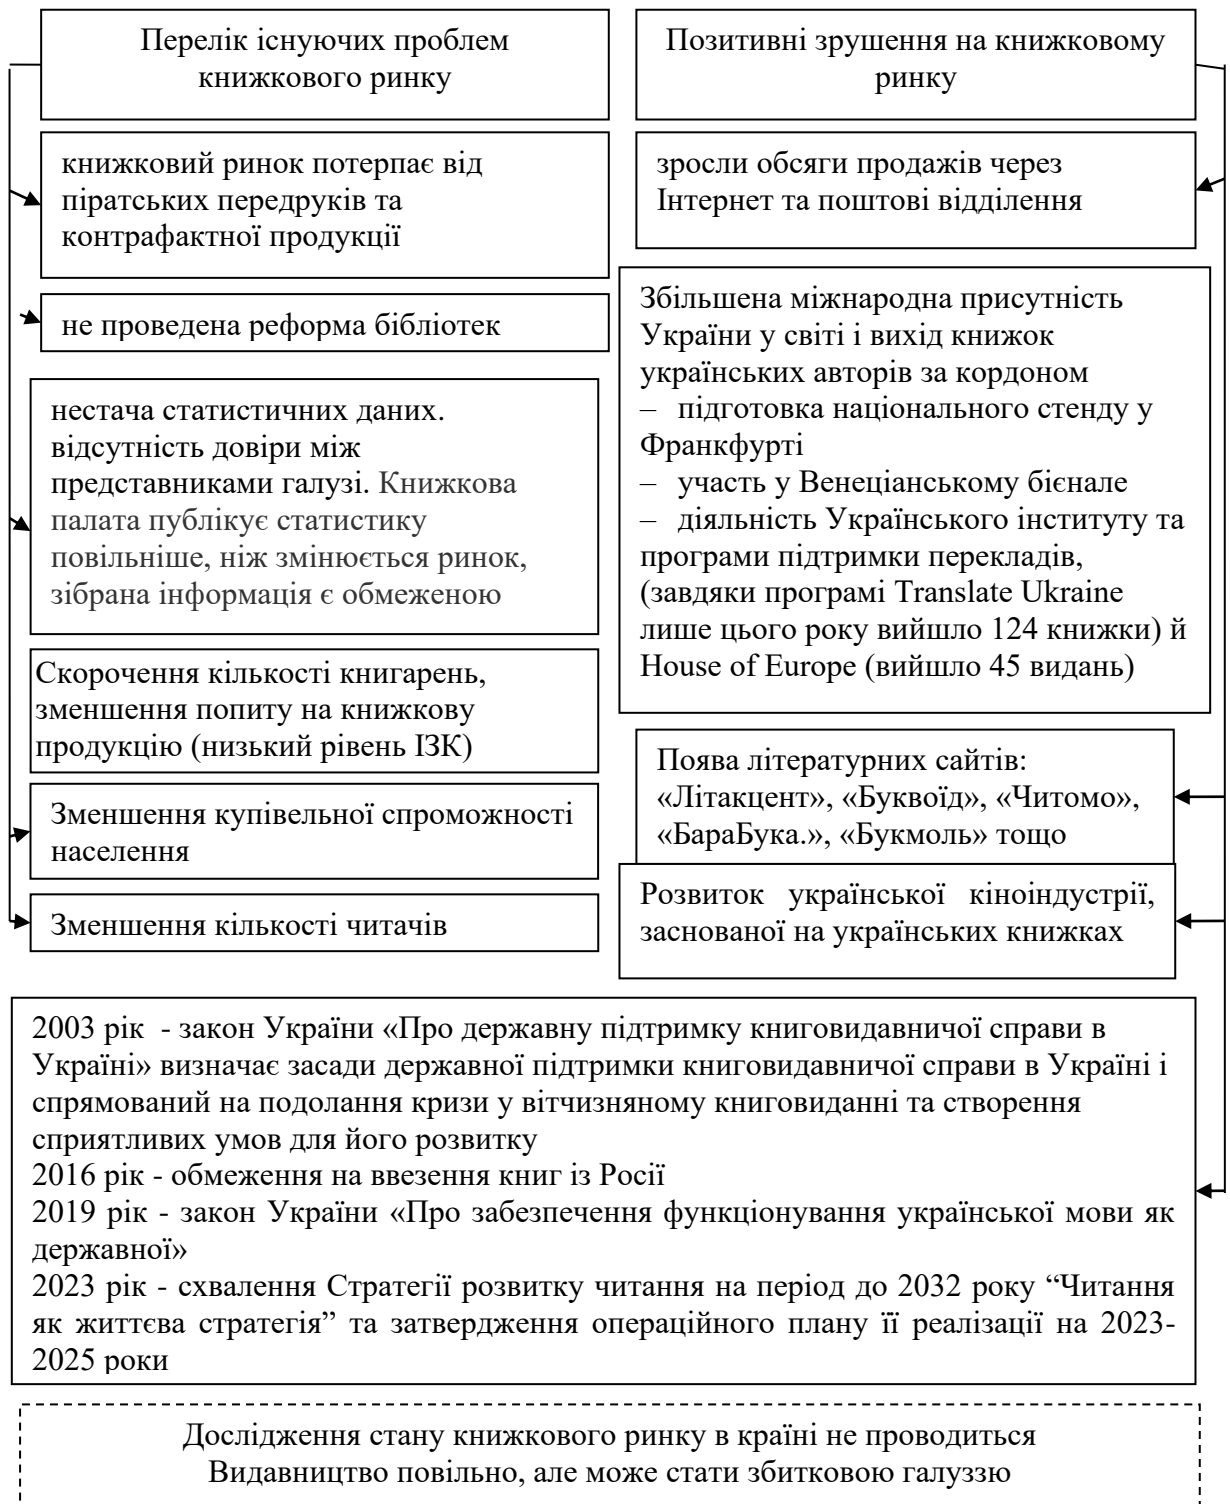 Перелік існуючих проблем
книжкового ринку
книжковий ринок потерпає від
піратських передруків та
контрафактної продукції
не проведена реформа бібліотек
нестача статистичних даних.
відсутність довіри між
представниками галузі. Книжкова
палата публікує статистику
повільніше, ніж змінюється ринок,
зібрана інформація є обмеженою
Скорочення кількості книгарень,
зменшення попиту на книжкову
продукцію (низький рівень ІЗК)
Зменшення купівельної спроможності
населення
Зменшення кількості читачів
Позитивні зрушення на книжковому
ринку
зросли обсяги продажів через
Інтернет та поштові відділення
Збільшена міжнародна присутність
України у світі і вихід книжок
українських авторів за кордоном
– підготовка національного стенду у
Франкфурті
– участь у Венеціанському бієнале
– діяльність Українського інституту та
програми підтримки перекладів,
(завдяки програмі Translate Ukraine
лише цього року вийшло 124 книжки) й
House of Europe (вийшло 45 видань)
Поява літературних сайтів:
«Літакцент», «Буквоїд», «Читомо»,
«БараБука.», «Букмоль» тощо
Розвиток української кіноіндустрії,
заснованої на українських книжках
2003 рік - закон України «Про державну підтримку книговидавничої справи в
Україні» визначає засади державної підтримки книговидавничої справи в Україні і
спрямований на подолання кризи у вітчизняному книговиданні та створення
сприятливих умов для його розвитку
2016 рік - обмеження на ввезення книг із Росії
2019 рік - закон України «Про забезпечення функціонування української мови як
державної»
2023 рік - схвалення Стратегії розвитку читання на період до 2032 року “Читання
як життєва стратегія” та затвердження операційного плану її реалізації на 2023-
2025 роки
Дослідження стану книжкового ринку в країні не проводиться
Видавництво повільно, але може стати збитковою галуззю